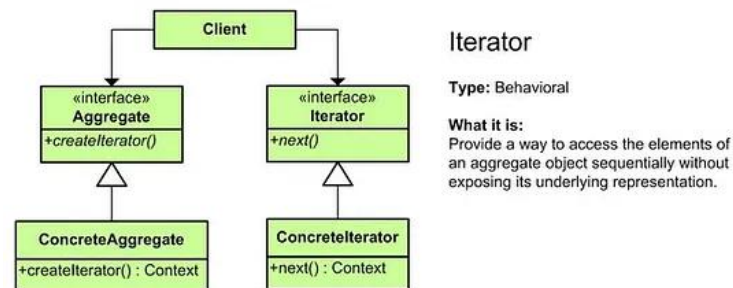 Client
«interface»
Aggregate
+createIterator()
«interface»
Iterator
+next()
ConcreteAggregate
+createIterator() : Context
ConcreteIterator
+next() : Context
Iterator
Type: Behavioral
What it is:
Provide a way to access the elements of
an aggregate object sequentially without
exposing its underlying representation.